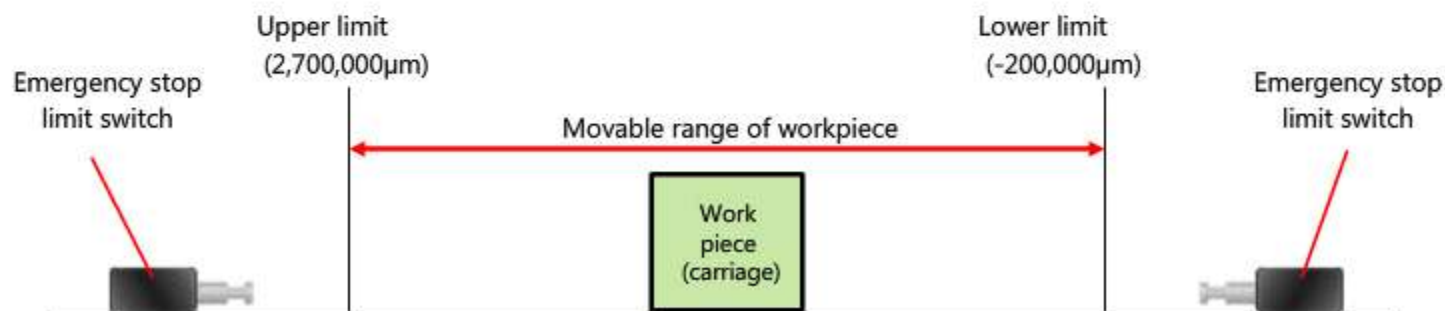 Upper limit
(2,700,000µm)
Lower limit
(-200,000µm)
Emergency stop
limit switch
Emergency stop
limit switch
Movable range of workpiece
Work
piece
(carriage)